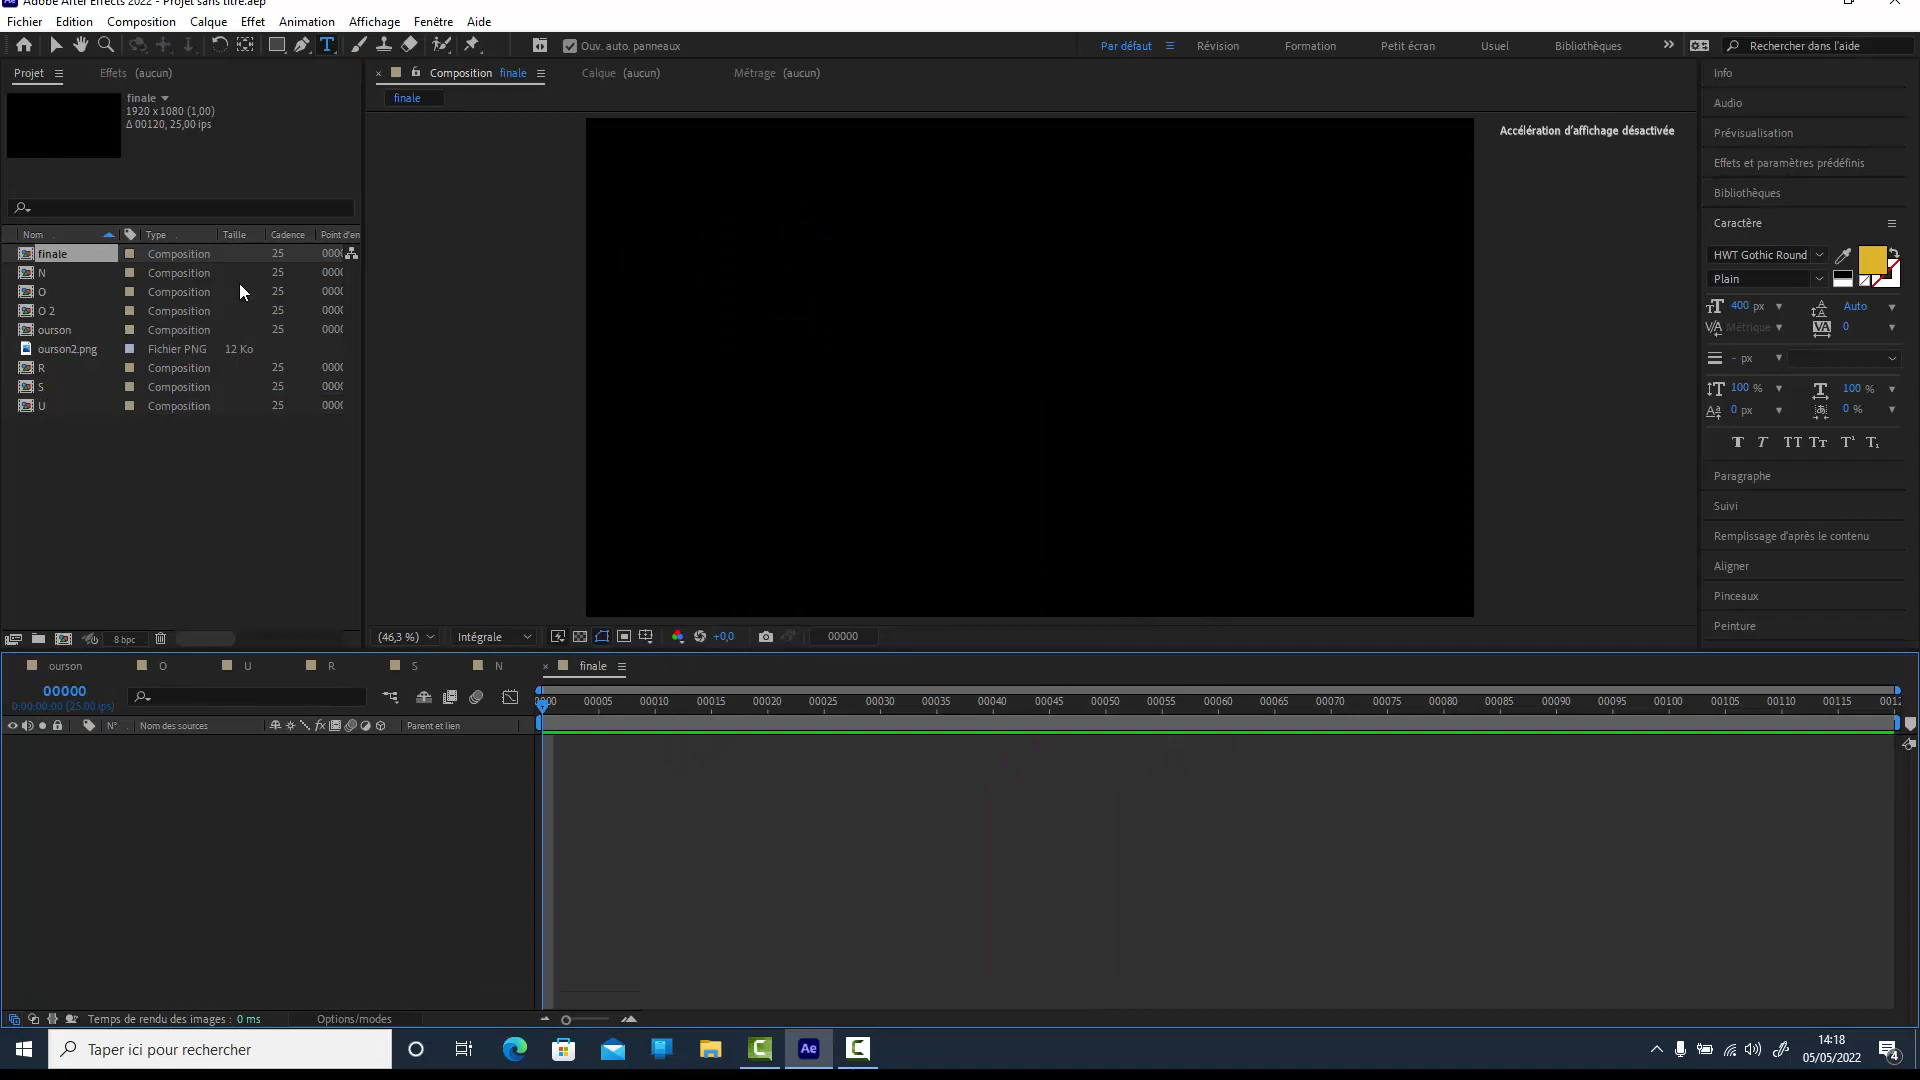 Adobe After Effects 2022 - Projet sans titre.aep
Fichier Edition Composition Calque Effet Animation Affichage Fenêtre Aide
Ouv. auto. panneaux
Par défaut Révision Formation Petit écran Usuel Bibliothèques » Rechercher dans l'aide
Projet Effets (aucun)
Composition finale Calque (aucun) Métrage (aucun)
finale
finale
1920 x 1080 (1,00)
Δ 00120, 25,00 ips
Accélération d'affichage désactivée
Nom Type Taille Cadence Point d'en
finale Composition 25 0000
N Composition 25 0000
O Composition 25 0000
O 2 Composition 25 0000
ourson Composition 25 0000
ourson2.png Fichier PNG 12 Ko
R Composition 25 0000
S Composition 25 0000
U Composition 25 0000
8 bpc
(46,3 %) Intégrale +0,0 00000
Info
Audio
Prévisualisation
Effets et paramètres prédéfinis
Bibliothèques
Caractère
HWT Gothic Round
Plain
400 px Auto
Métrique 0
- px
100 % 100 %
0 px 0 %
Paragraphe
Suivi
Remplissage d'après le contenu
Aligner
Pinceaux
Peinture
ourson O U R S N finale
00000
0:00:00:00 (25.00 ips)
N° Nom des sources Parent et lien
00005 00010 00015 00020 00025 00030 00035 00040 00045 00050 00055 00060 00065 00070 00075 00080 00085 00090 00095 00100 00105 00110 00115 0012
Temps de rendu des images : 0 ms Options/modes
Taper ici pour rechercher
Ae
14:18
05/05/2022
4